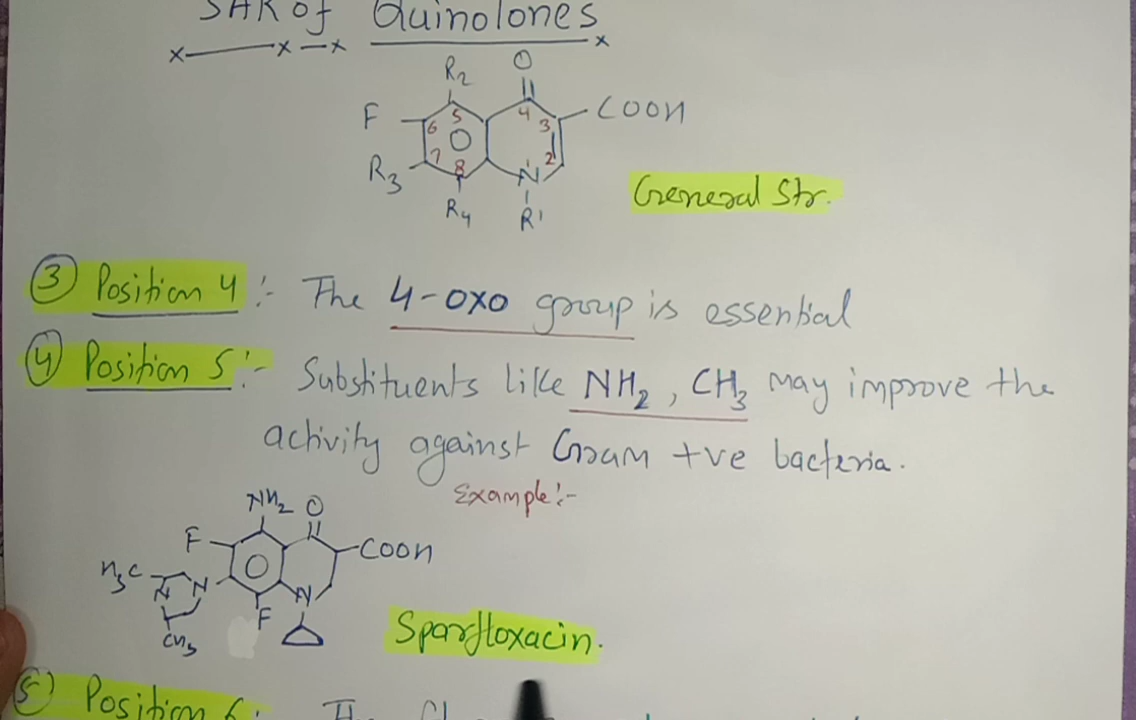 SAR of Quinolones
x——x—x ————x
R2 O
F 6 5 4 3 COOH
R3 7 8 N 1 2
R4 R1
General Str.
③ Position 4 :- The 4-oxo group is essential
④ Position 5 :- Substituents like NH2, CH3 may improve the
activity against Gram +ve bacteria.
Example:-
NH2 O
F COOH
H3C N N N
F
CH3
Sparfloxacin.
5) Position 6: